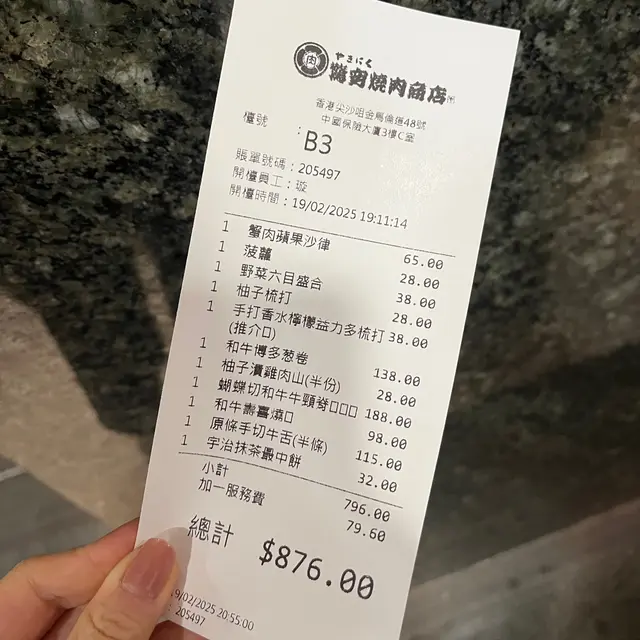 肉
やきにく
燒肉商店
香港尖沙咀金馬倫道48號
中國保險大廈3樓C室
檯號 : B3
賬單號碼 : 205497
開檯員工 : 璇
開檯時間 : 19/02/2025 19:11:14
1 蟹肉蘋果沙律 65.00
1 菠蘿 28.00
1 野菜六目盛合 38.00
1 柚子梳打 28.00
1 手打香水檸檬益力多梳打 38.00
(推介□)
1 和牛博多葱卷 138.00
1 柚子漬雞肉山(半份) 28.00
1 蝴蝶切和牛牛頸脊□□□ 188.00
1 和牛壽喜燒□ 98.00
1 原條手切牛舌(半條) 115.00
1 宇治抹茶最中餅 32.00
小計 796.00
加一服務費 79.60
總計 $876.00
19/02/2025 20:55:00
: 205497